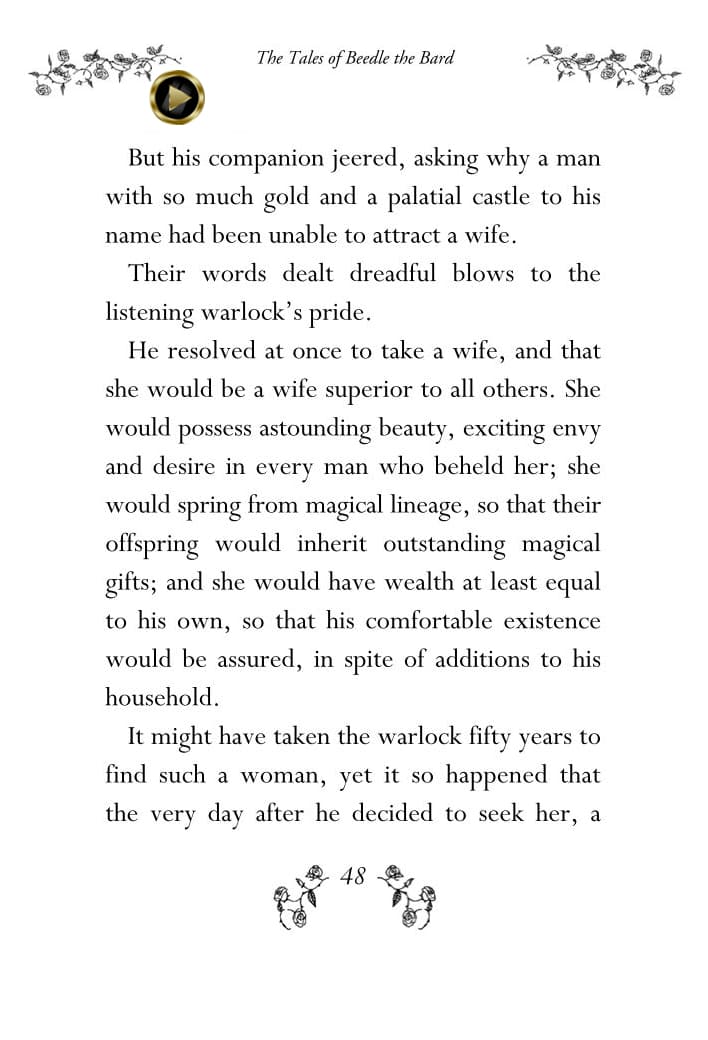 The Tales of Beedle the Bard
But his companion jeered, asking why a man
with so much gold and a palatial castle to his
name had been unable to attract a wife.
Their words dealt dreadful blows to the
listening warlock’s pride.
He resolved at once to take a wife, and that
she would be a wife superior to all others. She
would possess astounding beauty, exciting envy
and desire in every man who beheld her; she
would spring from magical lineage, so that their
offspring would inherit outstanding magical
gifts; and she would have wealth at least equal
to his own, so that his comfortable existence
would be assured, in spite of additions to his
household.
It might have taken the warlock fifty years to
find such a woman, yet it so happened that
the very day after he decided to seek her, a
48